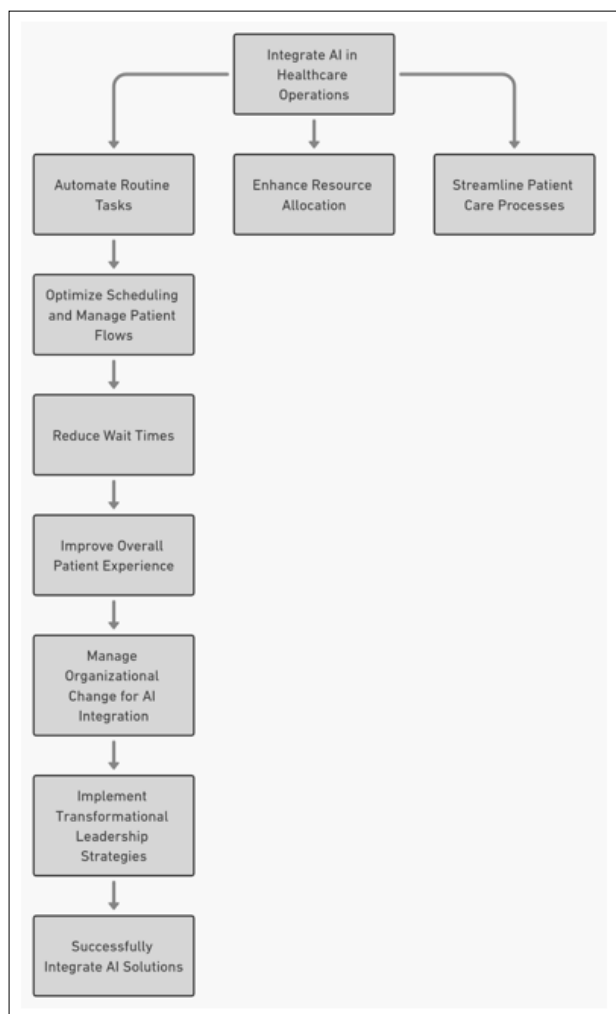 Integrate AI in
Healthcare
Operations
Automate Routine
Tasks
Enhance Resource
Allocation
Streamline Patient
Care Processes
Optimize Scheduling
and Manage Patient
Flows
Reduce Wait Times
Improve Overall
Patient Experience
Manage
Organizational
Change for AI
Integration
Implement
Transformational
Leadership
Strategies
Successfully
Integrate AI Solutions